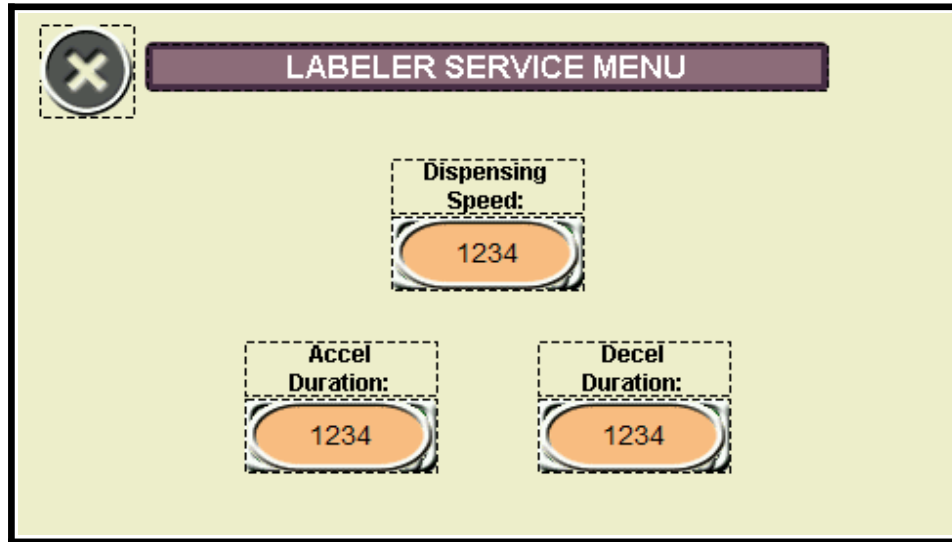 LABELER SERVICE MENU
Dispensing
Speed:
1234
Accel
Duration:
1234
Decel
Duration:
1234